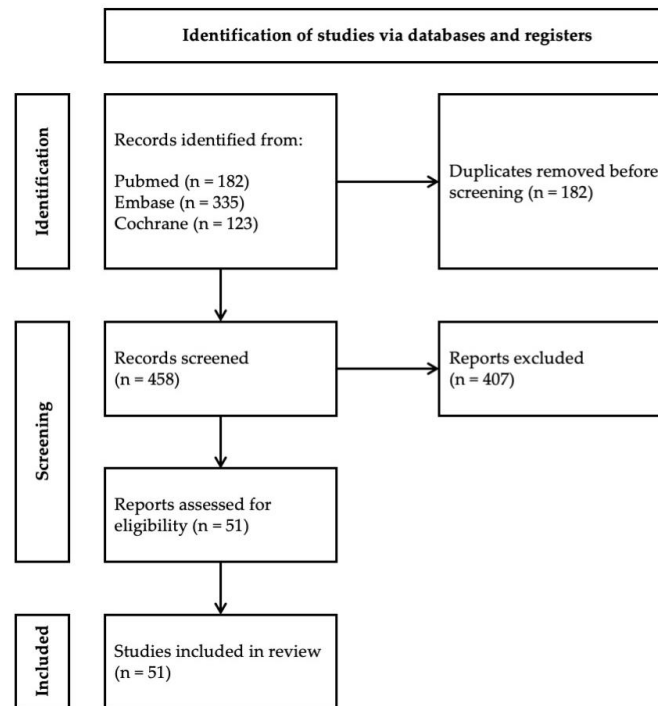 Identification of studies via databases and registers
Identification
Records identified from:
Pubmed (n = 182)
Embase (n = 335)
Cochrane (n = 123)
Duplicates removed before
screening (n = 182)
Screening
Records screened
(n = 458)
Reports excluded
(n = 407)
Reports assessed for
eligibility (n = 51)
Included
Studies included in review
(n = 51)